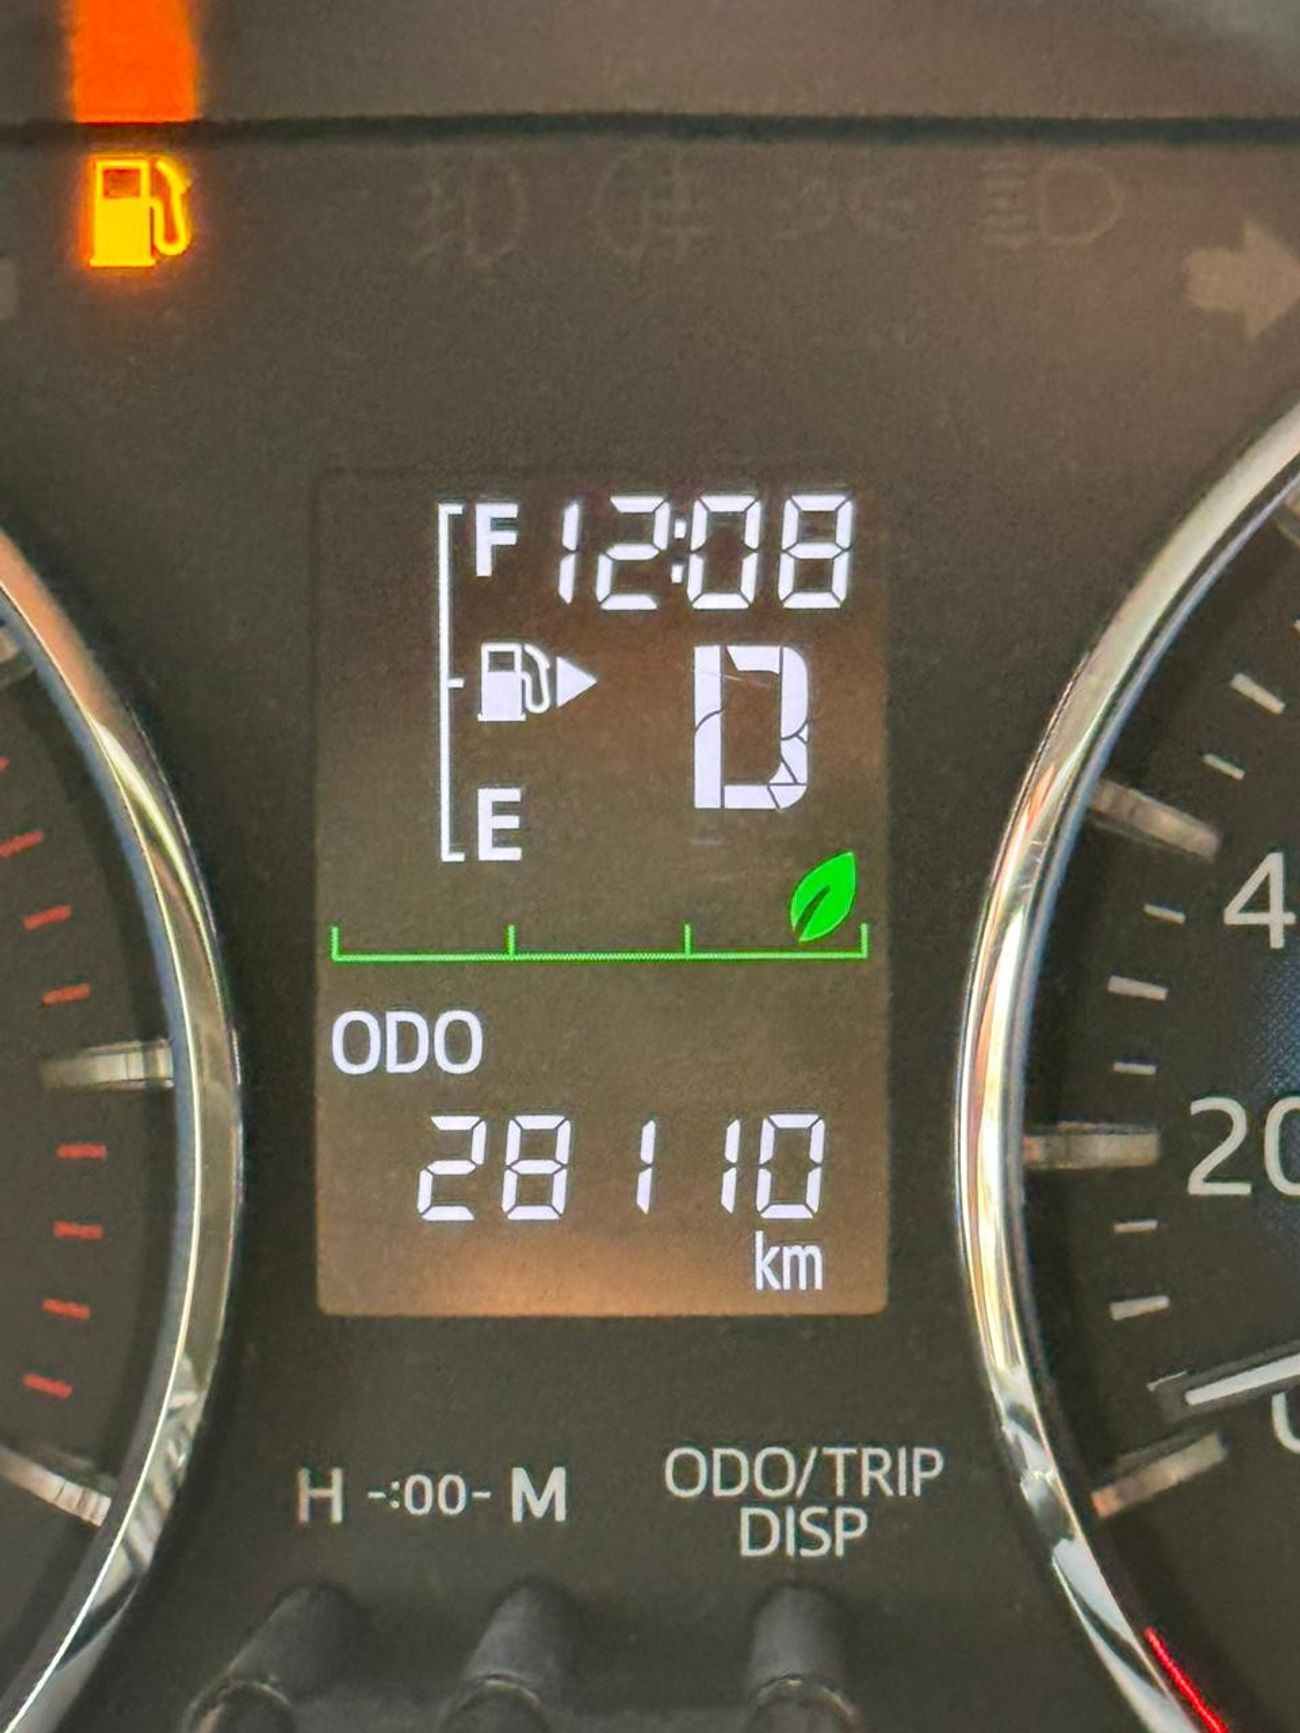 F 12:08
D
E
ODO
28110
km
H -:00- M
ODO/TRIP
DISP
4
20